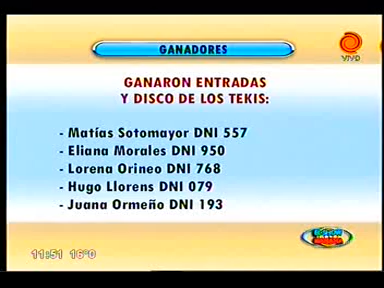 GANADORES
VIVO
GANARON ENTRADAS
Y DISCO DE LOS TEKIS:
- Matías Sotomayor DNI 557
- Eliana Morales DNI 950
- Lorena Orineo DNI 768
- Hugo Llorens DNI 079
- Juana Ormeño DNI 193
11:51 16°0